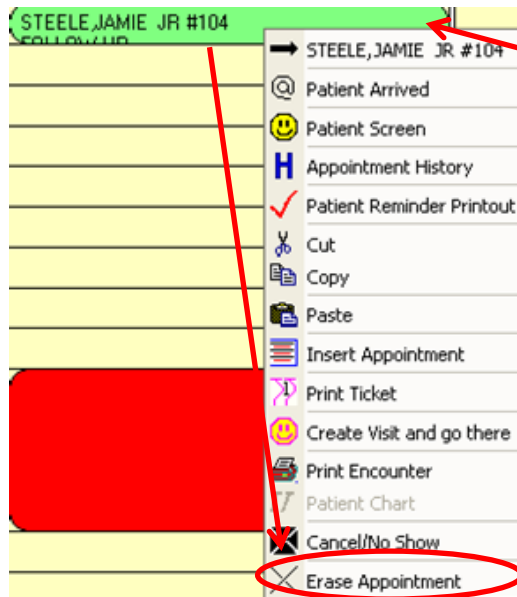 STEELE,JAMIE JR #104
FOLLOW UP
STEELE,JAMIE JR #104
Patient Arrived
Patient Screen
H Appointment History
Patient Reminder Printout
Cut
Copy
Paste
Insert Appointment
Print Ticket
Create Visit and go there
Print Encounter
Patient Chart
Cancel/No Show
Erase Appointment